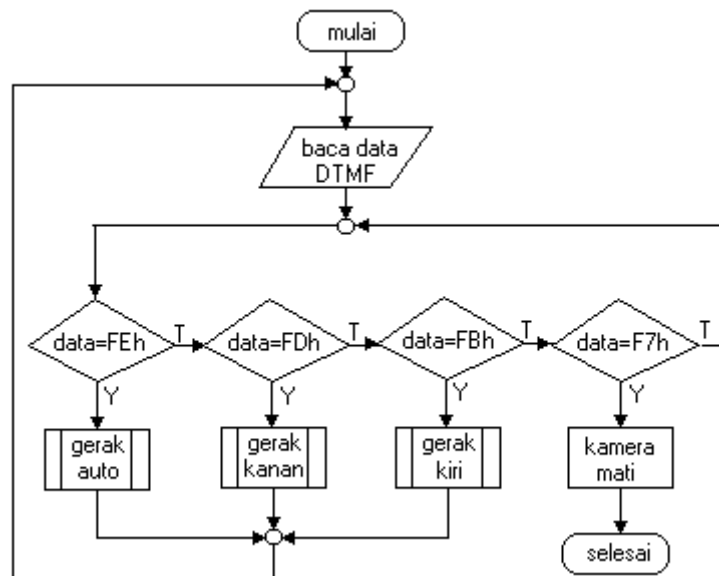 mulai
baca data
DTMF
data=FEh
T
data=FDh
T
data=FBh
T
data=F7h
T
Y
Y
Y
Y
gerak
auto
gerak
kanan
gerak
kiri
kamera
mati
selesai